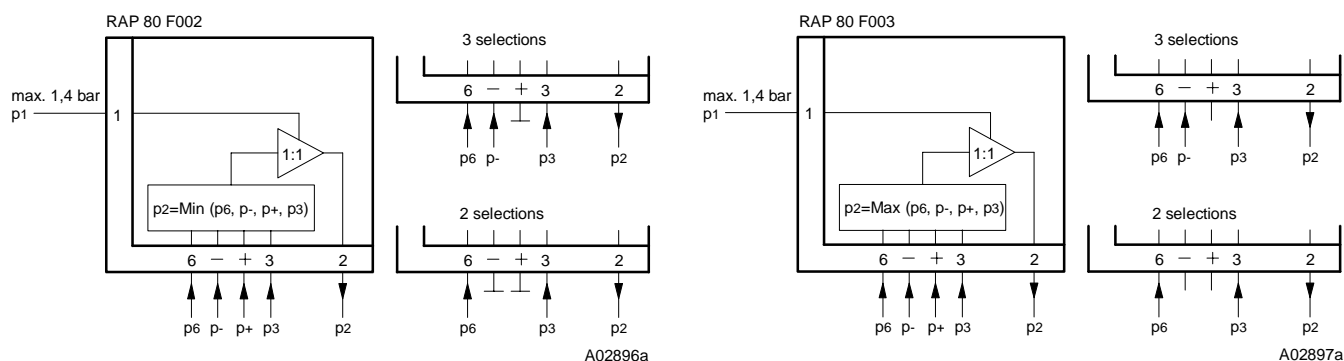 RAP 80 F002
max. 1,4 bar
p1
1
1:1
p2=Min (p6, p-, p+, p3)
6 − + 3 2
p6 p- p+ p3 p2
3 selections
6 − + 3 2
p6 p- p3 p2
2 selections
6 − + 3 2
p6 p3 p2
A02896a
RAP 80 F003
max. 1,4 bar
p1
1
1:1
p2=Max (p6, p-, p+, p3)
6 − + 3 2
p6 p- p+ p3 p2
3 selections
6 − + 3 2
p6 p- p3 p2
2 selections
6 − + 3 2
p6 p3 p2
A02897a